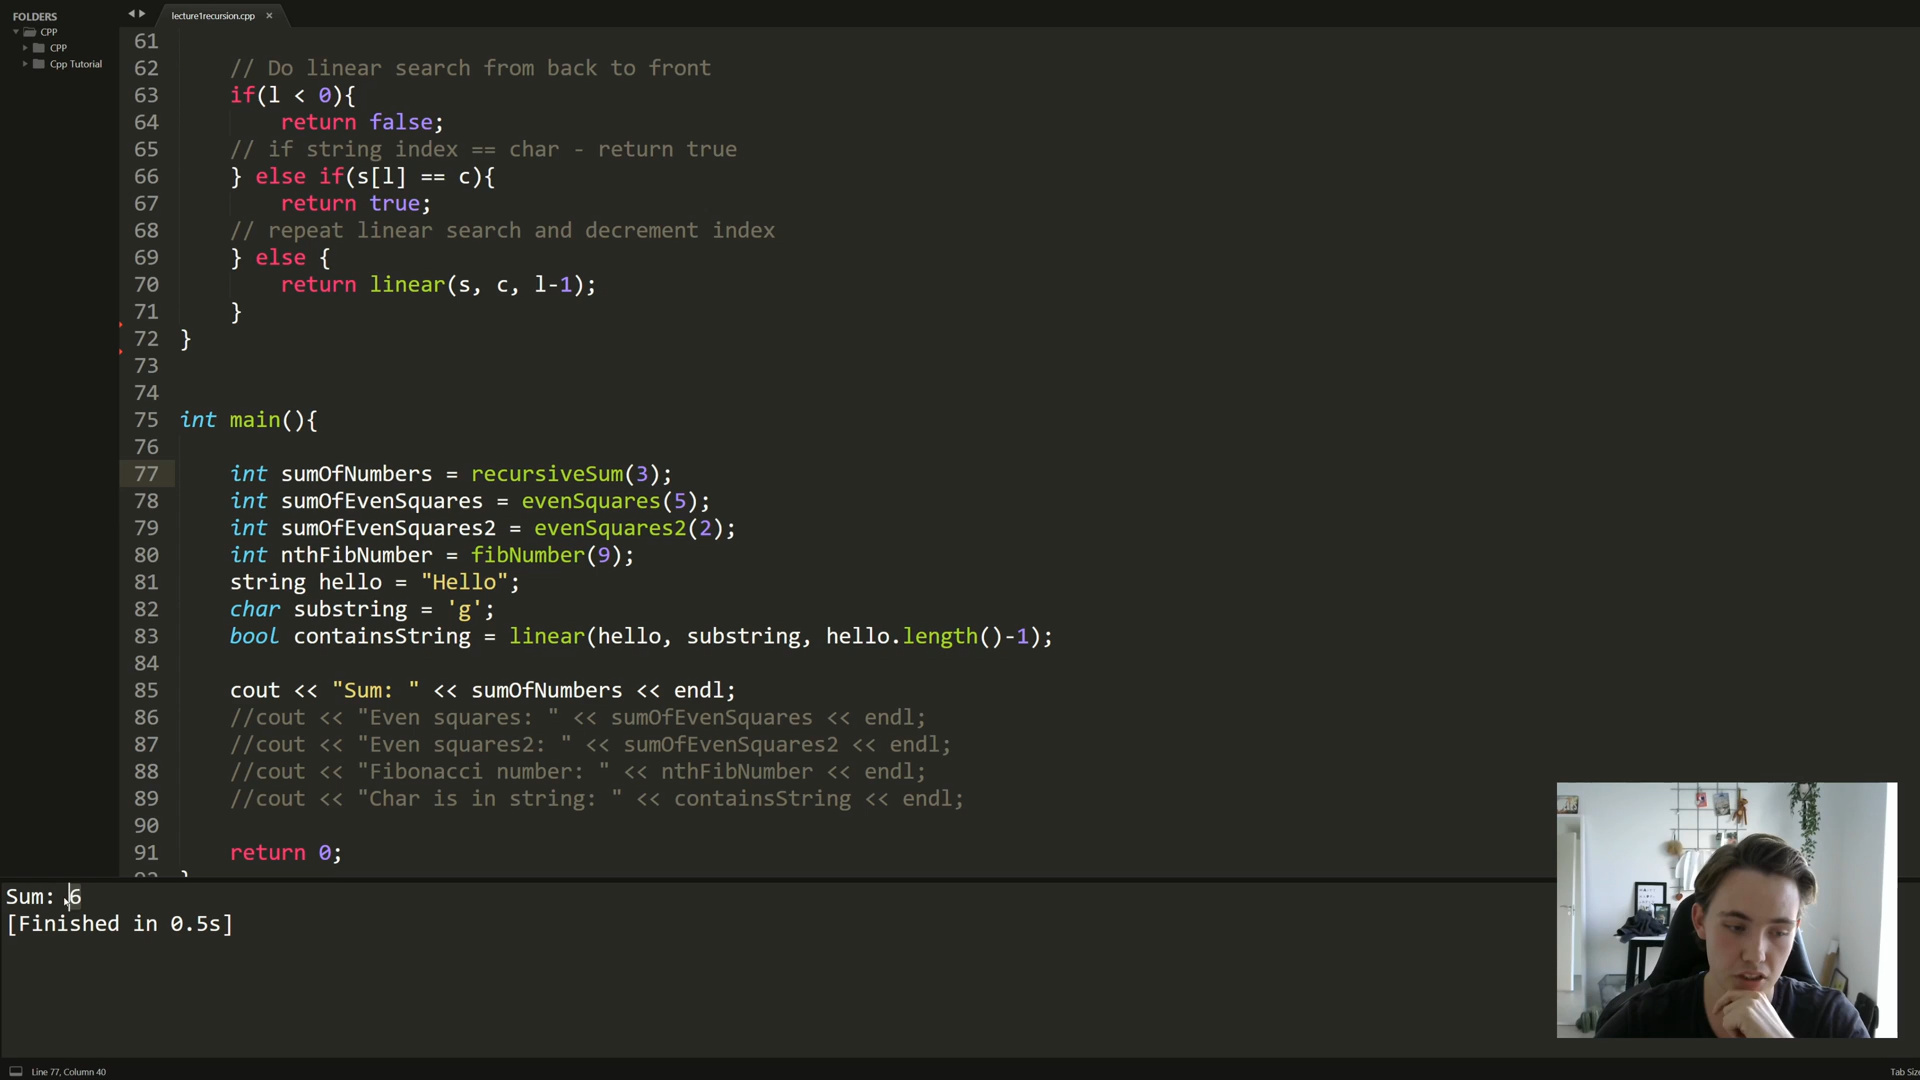 FOLDERS
CPP
CPP
Cpp Tutorial
lecture1recursion.cpp ×
61
62 // Do linear search from back to front
63 if(l < 0){
64 return false;
65 // if string index == char - return true
66 } else if(s[l] == c){
67 return true;
68 // repeat linear search and decrement index
69 } else {
70 return linear(s, c, l-1);
71 }
72 }
73
74
75 int main(){
76
77 int sumOfNumbers = recursiveSum(3);
78 int sumOfEvenSquares = evenSquares(5);
79 int sumOfEvenSquares2 = evenSquares2(2);
80 int nthFibNumber = fibNumber(9);
81 string hello = "Hello";
82 char substring = 'g';
83 bool containsString = linear(hello, substring, hello.length()-1);
84
85 cout << "Sum: " << sumOfNumbers << endl;
86 //cout << "Even squares: " << sumOfEvenSquares << endl;
87 //cout << "Even squares2: " << sumOfEvenSquares2 << endl;
88 //cout << "Fibonacci number: " << nthFibNumber << endl;
89 //cout << "Char is in string: " << containsString << endl;
90
91 return 0;
Sum: 6
[Finished in 0.5s]
Line 77, Column 40
Tab Size